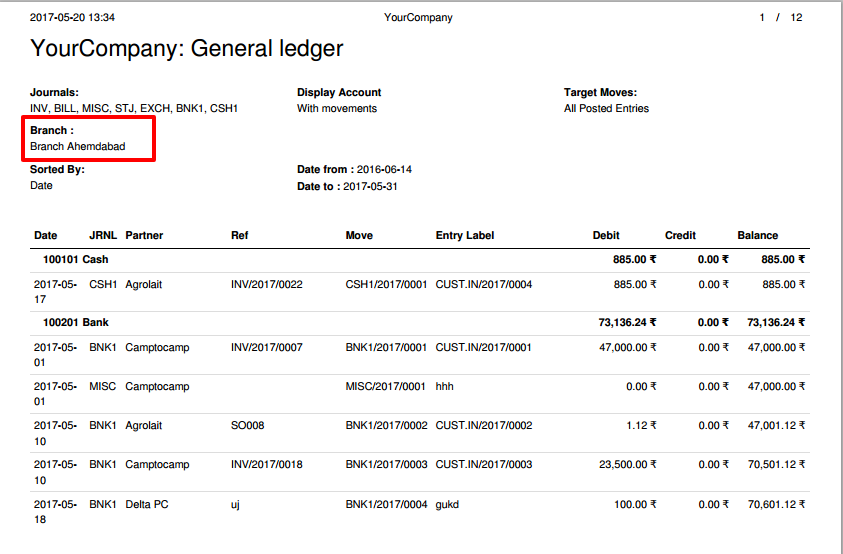 2017-05-20 13:34 YourCompany 1 / 12
YourCompany: General ledger
Journals: Display Account Target Moves:
INV, BILL, MISC, STJ, EXCH, BNK1, CSH1 With movements All Posted Entries
Branch :
Branch Ahemdabad
Sorted By: Date from : 2016-06-14
Date Date to : 2017-05-31
Date JRNL Partner Ref Move Entry Label Debit Credit Balance
100101 Cash 885.00 ₹ 0.00 ₹ 885.00 ₹
2017-05- CSH1 Agrolait INV/2017/0022 CSH1/2017/0001 CUST.IN/2017/0004 885.00 ₹ 0.00 ₹ 885.00 ₹
17
100201 Bank 73,136.24 ₹ 0.00 ₹ 73,136.24 ₹
2017-05- BNK1 Camptocamp INV/2017/0007 BNK1/2017/0001 CUST.IN/2017/0001 47,000.00 ₹ 0.00 ₹ 47,000.00 ₹
01
2017-05- MISC Camptocamp MISC/2017/0001 hhh 0.00 ₹ 0.00 ₹ 47,000.00 ₹
01
2017-05- BNK1 Agrolait SO008 BNK1/2017/0002 CUST.IN/2017/0002 1.12 ₹ 0.00 ₹ 47,001.12 ₹
10
2017-05- BNK1 Camptocamp INV/2017/0018 BNK1/2017/0003 CUST.IN/2017/0003 23,500.00 ₹ 0.00 ₹ 70,501.12 ₹
10
2017-05- BNK1 Delta PC uj BNK1/2017/0004 gukd 100.00 ₹ 0.00 ₹ 70,601.12 ₹
18